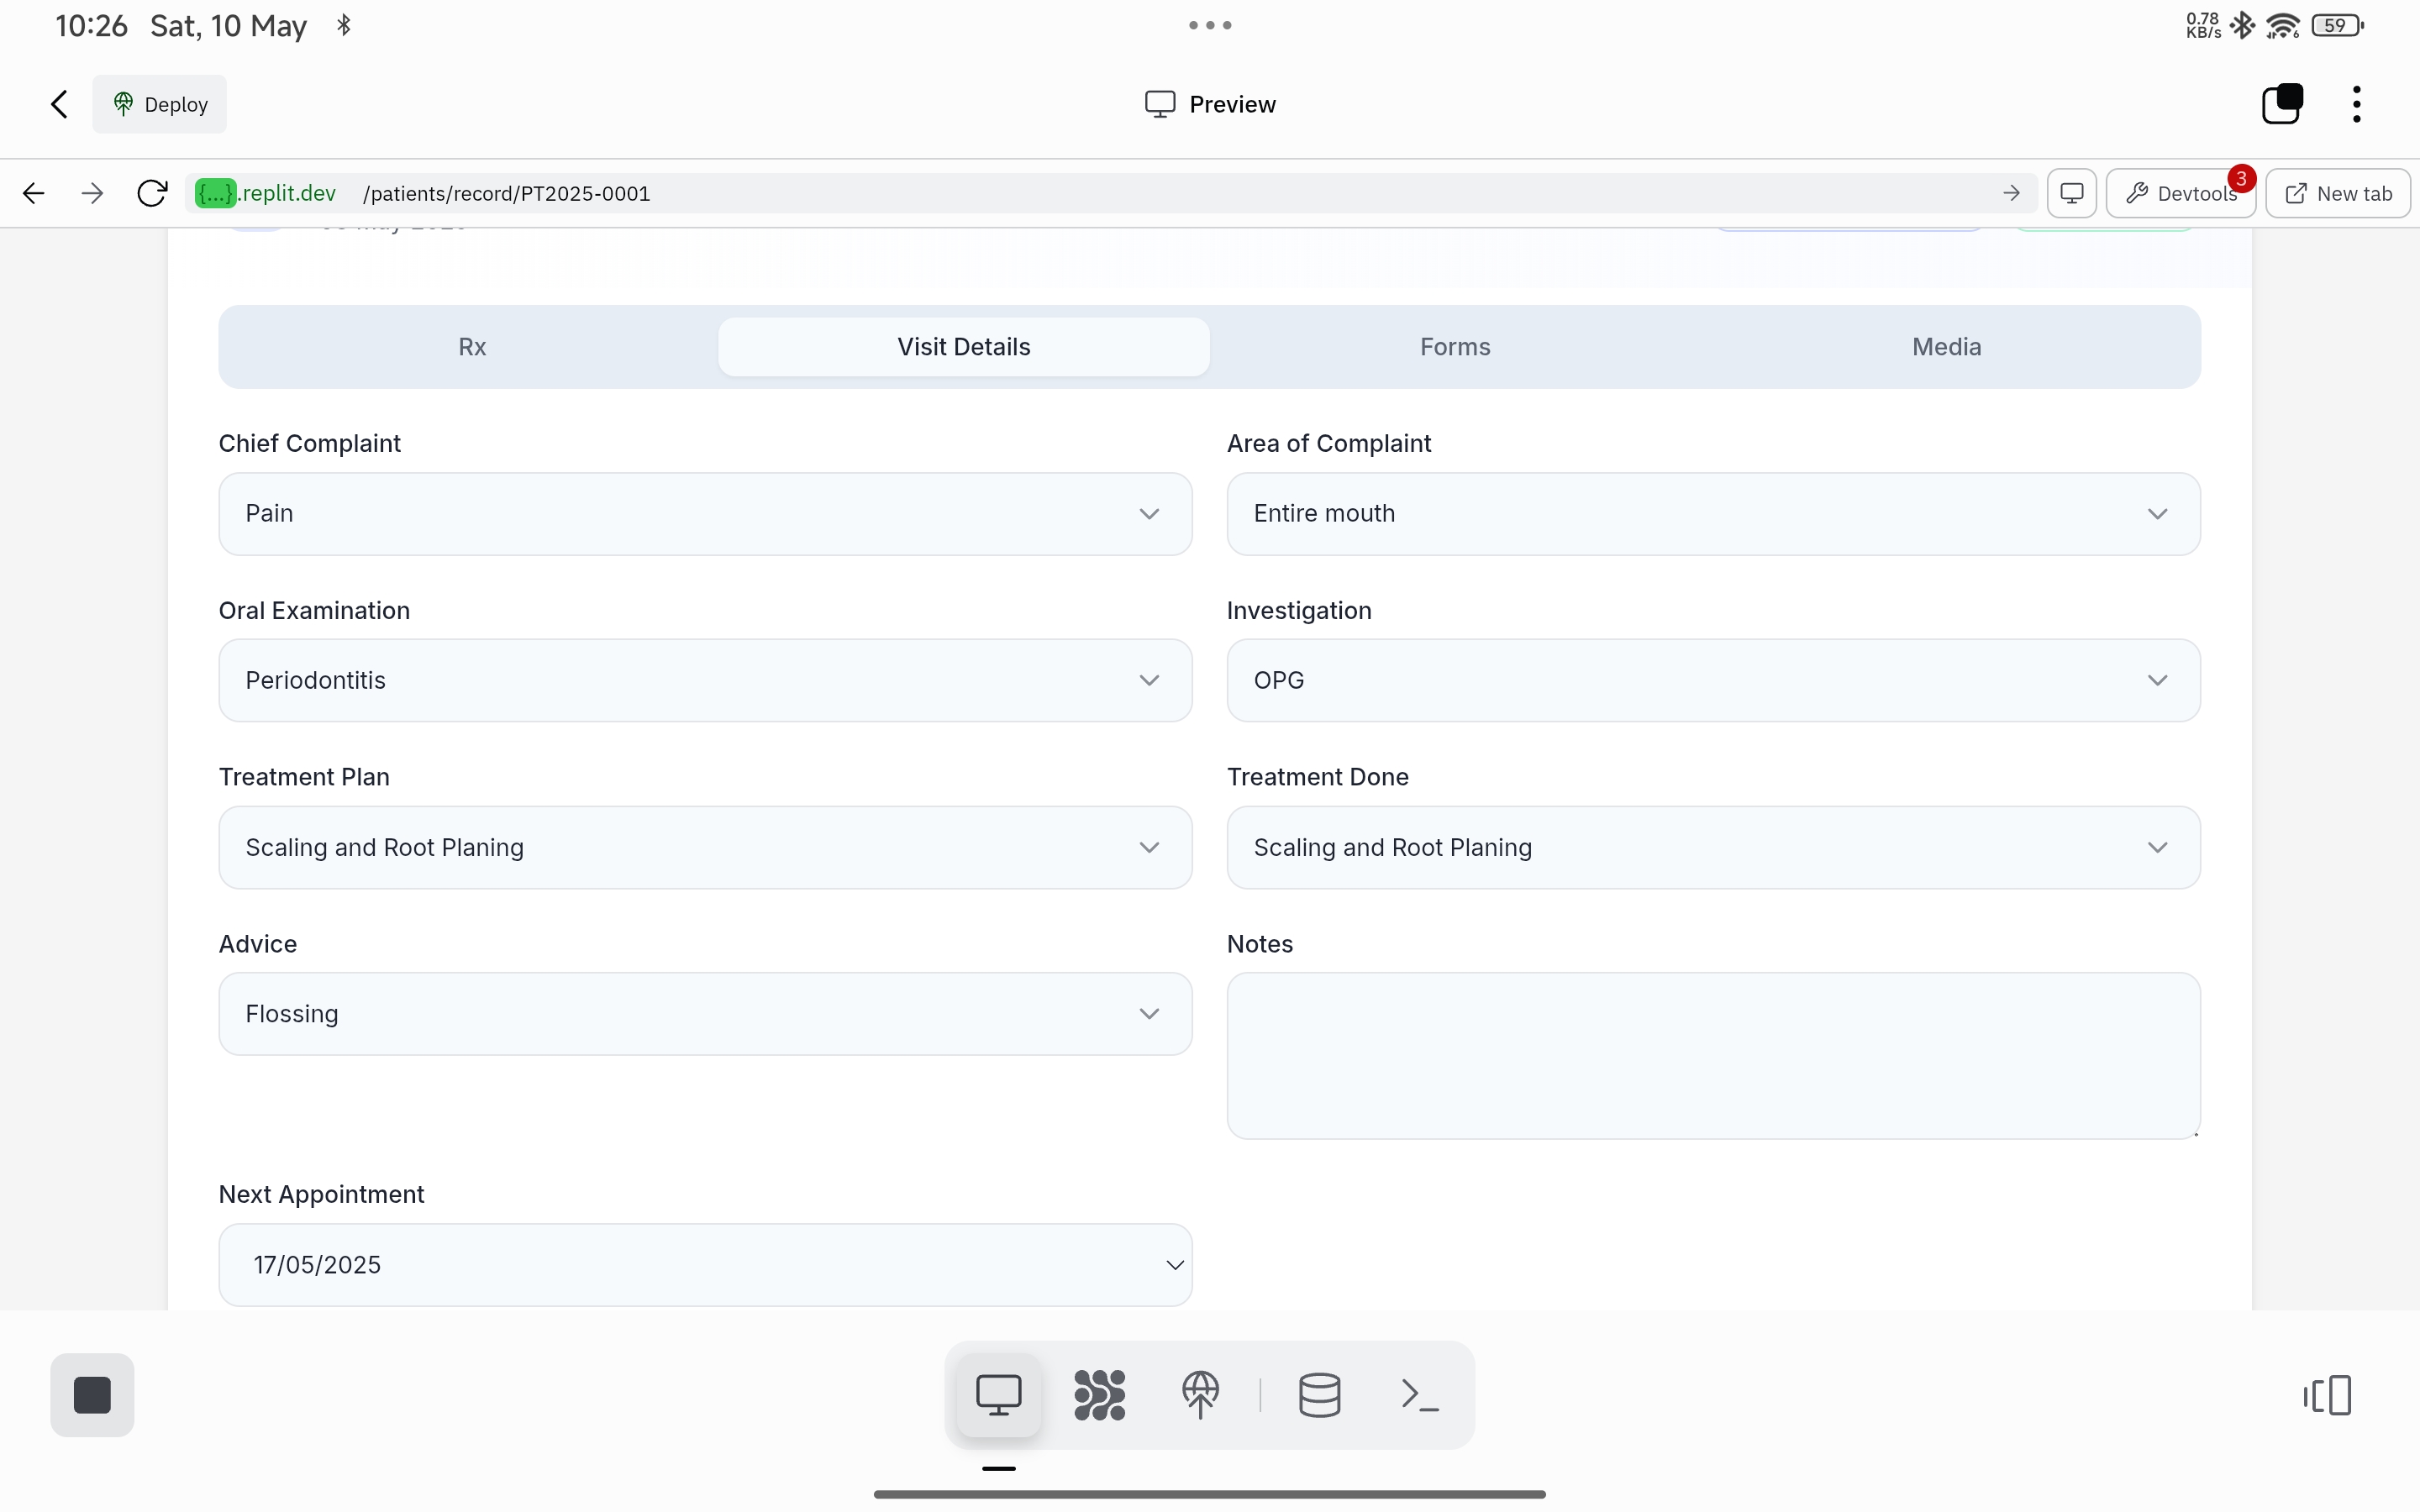 10:26 Sat, 10 May
0.78 KB/s 59
Deploy
Preview
{...}.replit.dev /patients/record/PT2025-0001
Devtools 3
New tab
Rx
Visit Details
Forms
Media
Chief Complaint
Area of Complaint
Pain
Entire mouth
Oral Examination
Investigation
Periodontitis
OPG
Treatment Plan
Treatment Done
Scaling and Root Planing
Scaling and Root Planing
Advice
Notes
Flossing
Next Appointment
17/05/2025